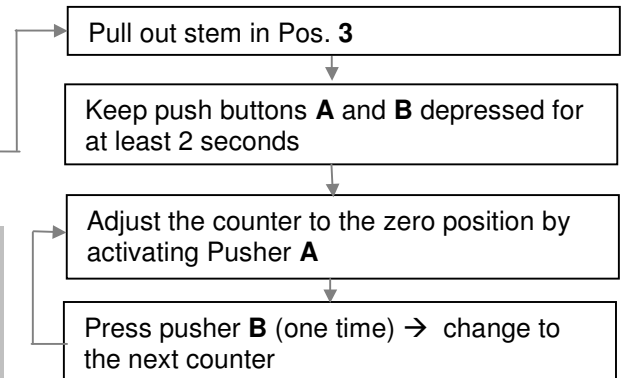 Pull out stem in Pos. 3
Keep push buttons A and B depressed for
at least 2 seconds
Adjust the counter to the zero position by
activating Pusher A
Press pusher B (one time) → change to
the next counter